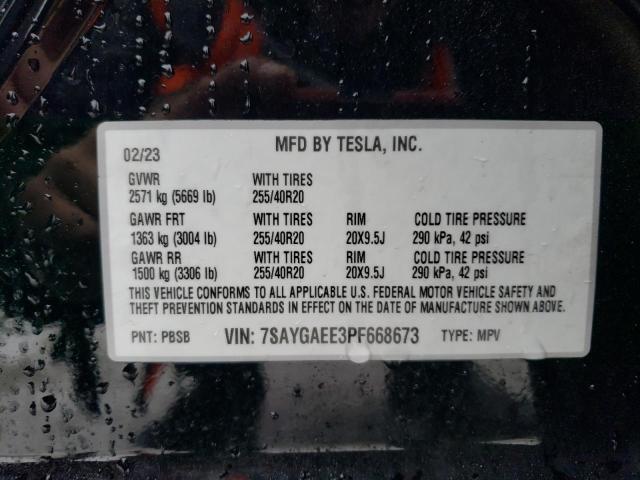 MFD BY TESLA, INC.
02/23
GVWR WITH TIRES
2571 kg (5669 lb) 255/40R20
GAWR FRT WITH TIRES RIM COLD TIRE PRESSURE
1363 kg (3004 lb) 255/40R20 20X9.5J 290 kPa, 42 psi
GAWR RR WITH TIRES RIM COLD TIRE PRESSURE
1500 kg (3306 lb) 255/40R20 20X9.5J 290 kPa, 42 psi
THIS VEHICLE CONFORMS TO ALL APPLICABLE U.S. FEDERAL MOTOR VEHICLE SAFETY AND
THEFT PREVENTION STANDARDS IN EFFECT ON THE DATE OF MANUFACTURE SHOWN ABOVE.
PNT: PBSB VIN: 7SAYGAEE3PF668673 TYPE: MPV